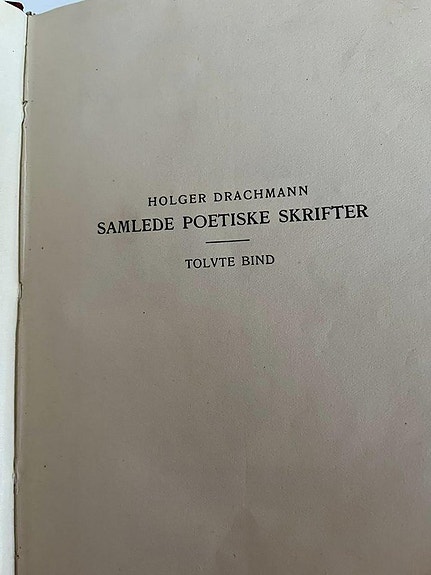 HOLGER DRACHMANN
SAMLEDE POETISKE SKRIFTER
TOLVTE BIND